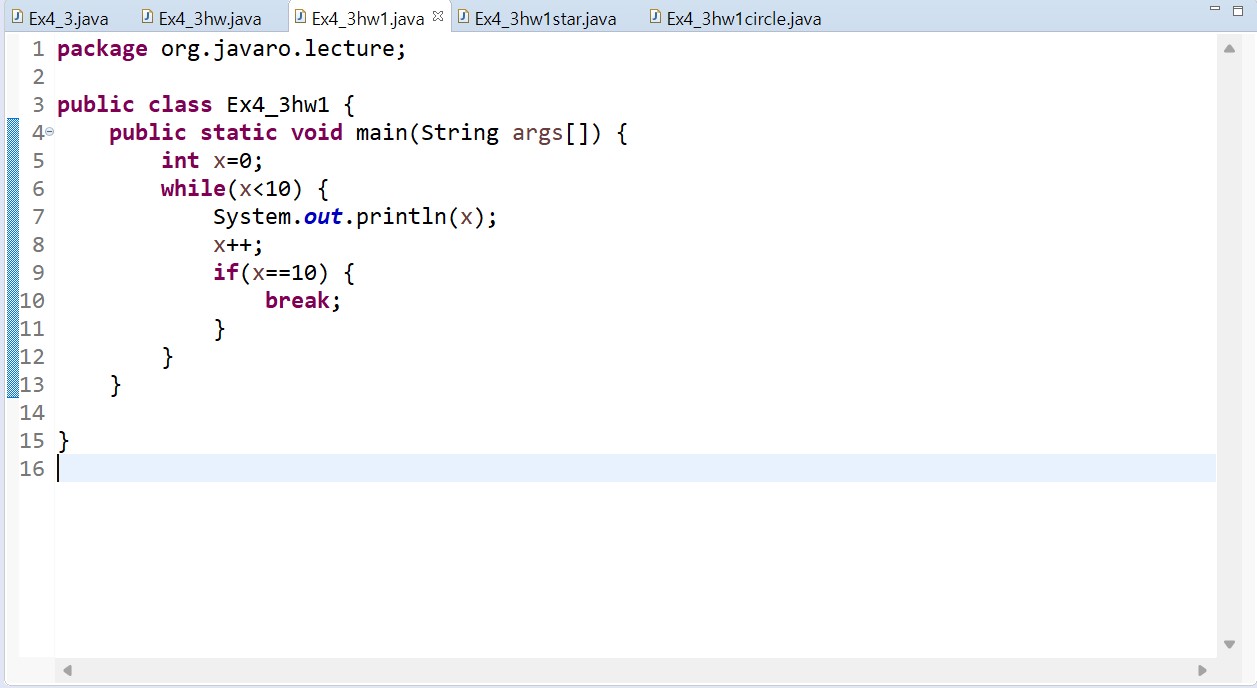 Ex4_3.java Ex4_3hw.java Ex4_3hw1.java Ex4_3hw1star.java Ex4_3hw1circle.java
1 package org.javaro.lecture;
2
3 public class Ex4_3hw1 {
4     public static void main(String args[]) {
5         int x=0;
6         while(x<10) {
7             System.out.println(x);
8             x++;
9             if(x==10) {
10                 break;
11             }
12         }
13     }
14
15 }
16